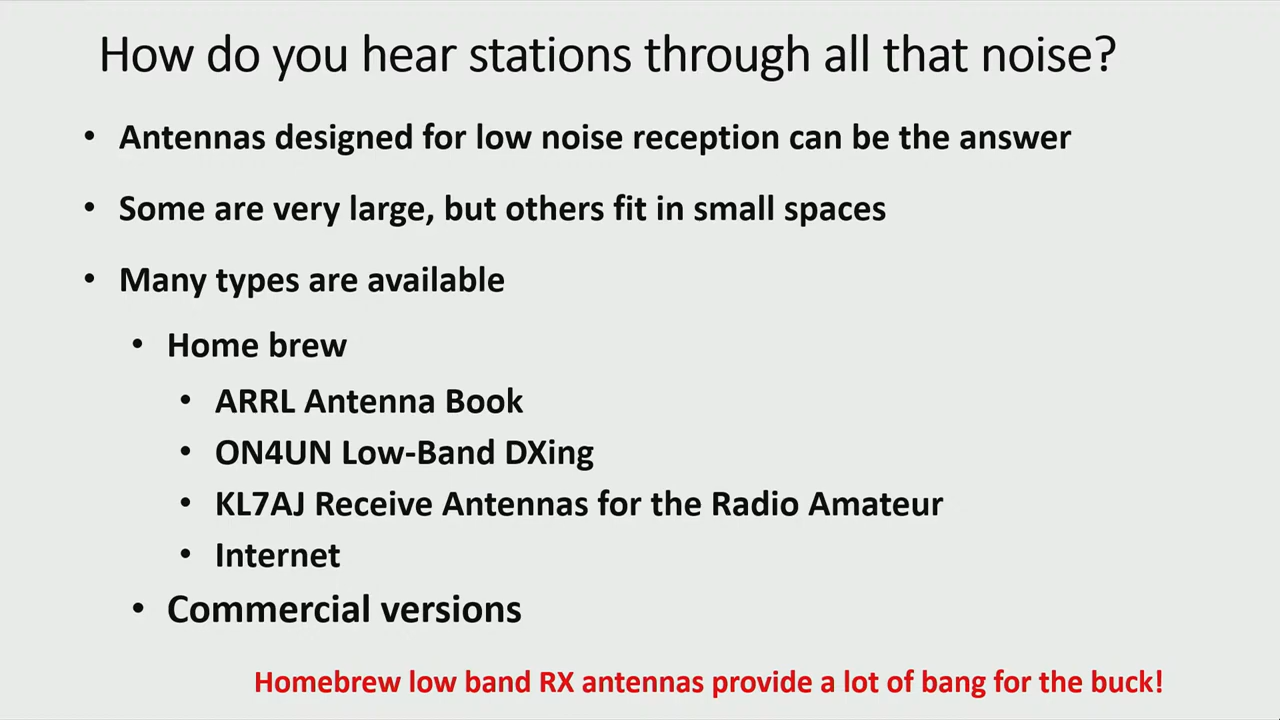 How do you hear stations through all that noise?
• Antennas designed for low noise reception can be the answer
• Some are very large, but others fit in small spaces
• Many types are available
• Home brew
• ARRL Antenna Book
• ON4UN Low-Band DXing
• KL7AJ Receive Antennas for the Radio Amateur
• Internet
• Commercial versions
Homebrew low band RX antennas provide a lot of bang for the buck!